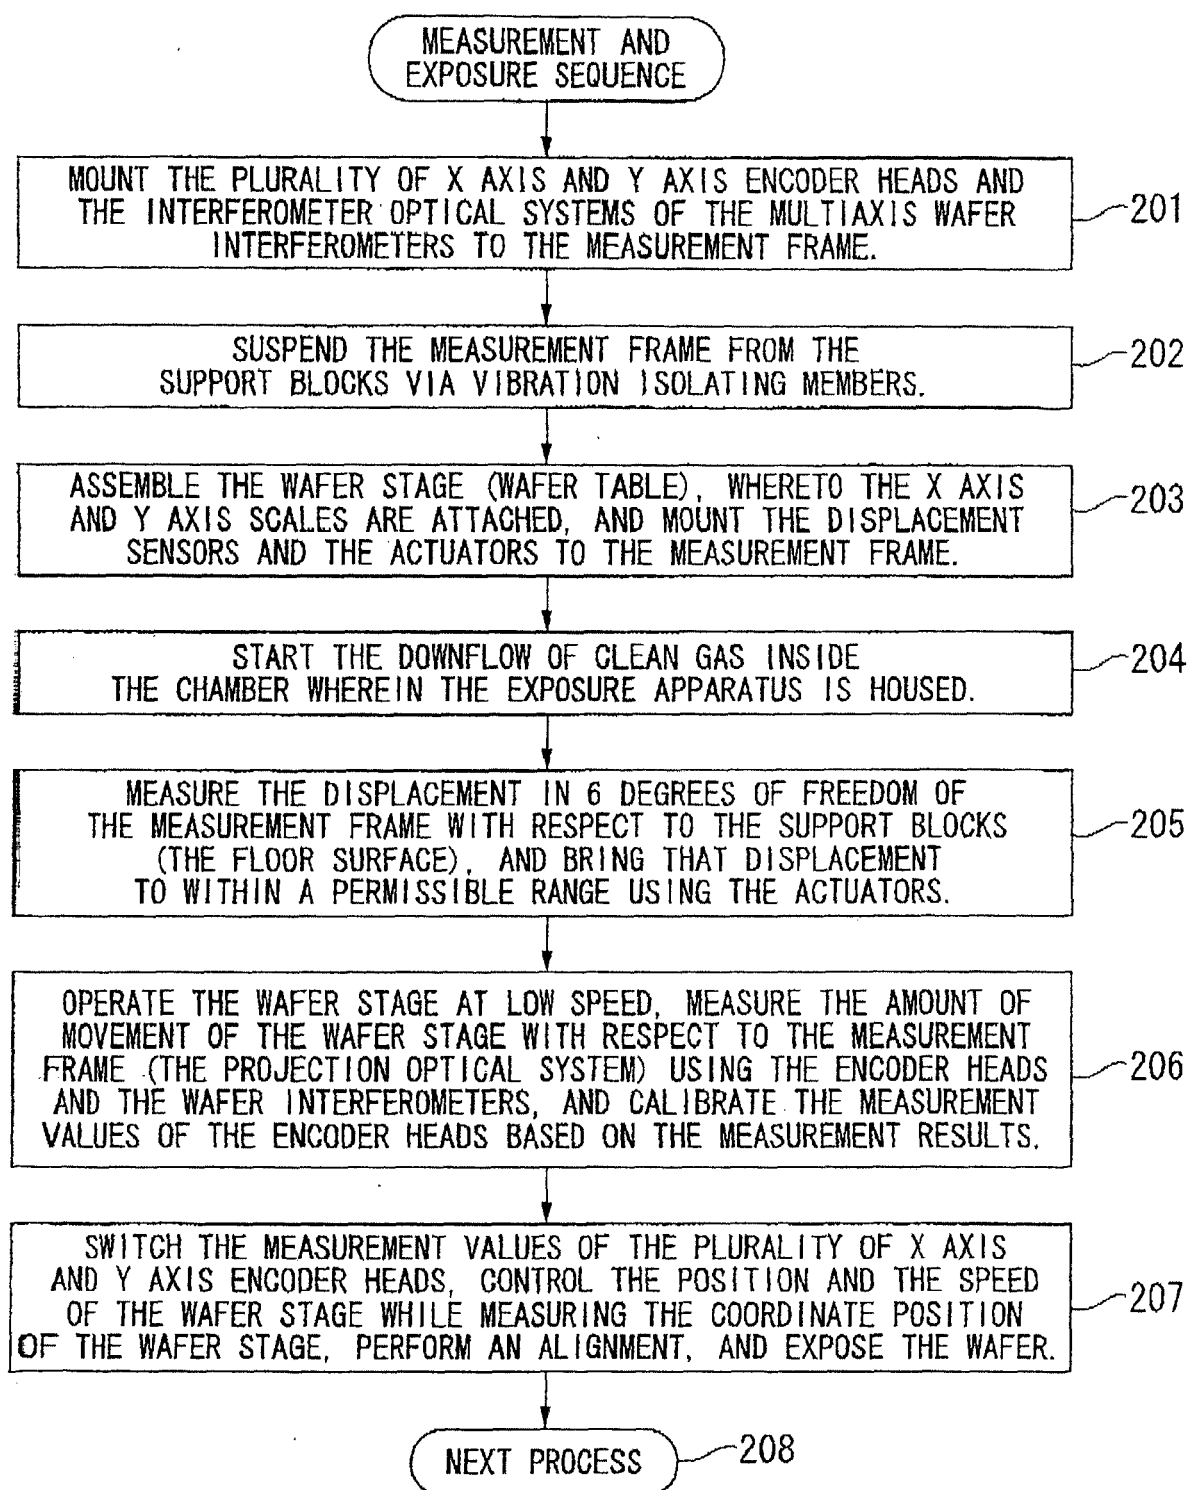 MEASUREMENT AND
EXPOSURE SEQUENCE
MOUNT THE PLURALITY OF X AXIS AND Y AXIS ENCODER HEADS AND
THE INTERFEROMETER OPTICAL SYSTEMS OF THE MULTIAXIS WAFER
INTERFEROMETERS TO THE MEASUREMENT FRAME.
201
SUSPEND THE MEASUREMENT FRAME FROM THE
SUPPORT BLOCKS VIA VIBRATION ISOLATING MEMBERS.
202
ASSEMBLE THE WAFER STAGE (WAFER TABLE), WHERETO THE X AXIS
AND Y AXIS SCALES ARE ATTACHED, AND MOUNT THE DISPLACEMENT
SENSORS AND THE ACTUATORS TO THE MEASUREMENT FRAME.
203
START THE DOWNFLOW OF CLEAN GAS INSIDE
THE CHAMBER WHEREIN THE EXPOSURE APPARATUS IS HOUSED.
204
MEASURE THE DISPLACEMENT IN 6 DEGREES OF FREEDOM OF
THE MEASUREMENT FRAME WITH RESPECT TO THE SUPPORT BLOCKS
(THE FLOOR SURFACE), AND BRING THAT DISPLACEMENT
TO WITHIN A PERMISSIBLE RANGE USING THE ACTUATORS.
205
OPERATE THE WAFER STAGE AT LOW SPEED, MEASURE THE AMOUNT OF
MOVEMENT OF THE WAFER STAGE WITH RESPECT TO THE MEASUREMENT
FRAME (THE PROJECTION OPTICAL SYSTEM) USING THE ENCODER HEADS
AND THE WAFER INTERFEROMETERS, AND CALIBRATE THE MEASUREMENT
VALUES OF THE ENCODER HEADS BASED ON THE MEASUREMENT RESULTS.
206
SWITCH THE MEASUREMENT VALUES OF THE PLURALITY OF X AXIS
AND Y AXIS ENCODER HEADS, CONTROL THE POSITION AND THE SPEED
OF THE WAFER STAGE WHILE MEASURING THE COORDINATE POSITION
OF THE WAFER STAGE, PERFORM AN ALIGNMENT, AND EXPOSE THE WAFER.
207
NEXT PROCESS
208